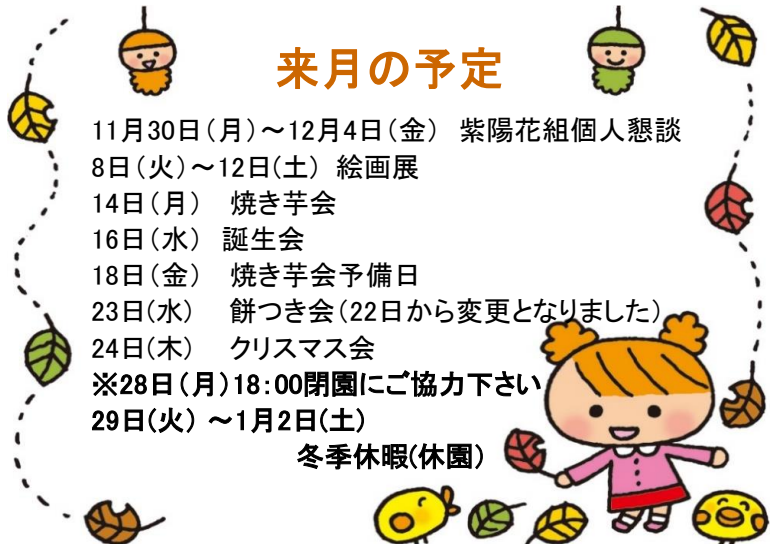 来月の予定
11月30日（月）～12月4日（金）　紫陽花組個人懇談
8日（火）～12日(土)　絵画展
14日（月）　焼き芋会
16日（水）　誕生会
18日（金）　焼き芋会予備日
23日(水)　餅つき会（22日から変更となりました）
24日(木)　クリスマス会
※28日（月）18：00閉園にご協力下さい
29日(火）～1月2日(土)
冬季休暇(休園）